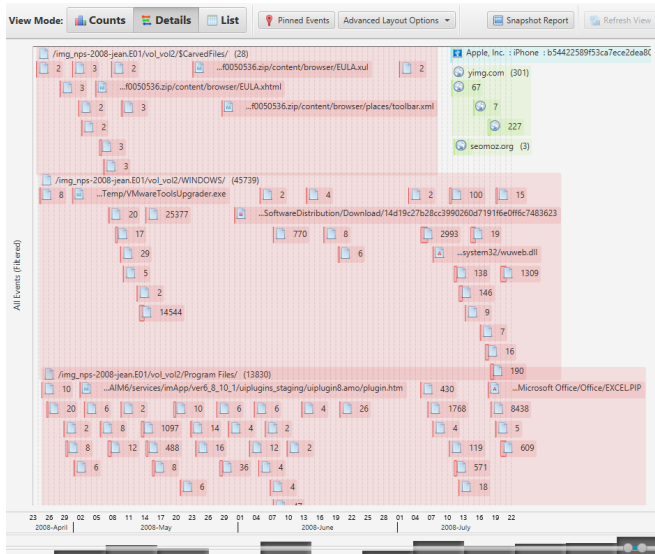 View Mode: Counts Details List Pinned Events Advanced Layout Options Snapshot Report Refresh View
/img_nps-2008-jean.E01/vol_vol2/$CarvedFiles/ (28)
Apple, Inc. : iPhone : b54422589f53ca7ece2dea80
2 3 2 ...f0050536.zip/content/browser/EULA.xul 2
yimg.com (301)
3 ...f0050536.zip/content/browser/EULA.xhtml
67
2 3 ...f0050536.zip/content/browser/places/toolbar.xml
7
2
227
3
seomoz.org (3)
3
/img_nps-2008-jean.E01/vol_vol2/WINDOWS/ (45739)
8 ...Temp/VMwareToolsUpgrader.exe 2 4 2 100 15
20 25377 ...SoftwareDistribution/Download/14d19c27b28cc3990260d7191f6e0ff6c7483623
17 770 8 2993 19
29 6 ...system32/wuweb.dll
5 138 1309
2 146
14544 9
7
16
190
/img_nps-2008-jean.E01/vol_vol2/Program Files/ (13830)
10 ...AIM6/services/imApp/ver6_8_10_1/uiplugins_staging/uiplugin8.amo/plugin.htm 430 ...Microsoft Office/Office/EXCEL.PIP
20 6 2 10 6 6 4 26 1768 8438
2 8 1097 14 4 2 4 5
8 12 488 16 12 2 119 609
6 8 36 4 571
6 4 18
All Events (Filtered)
23 26 29 02 05 08 11 14 17 20 23 26 29 01 04 07 10 13 16 19 22 25 28 01 04 07 10 13 16 19 22
2008-April 2008-May 2008-June 2008-July